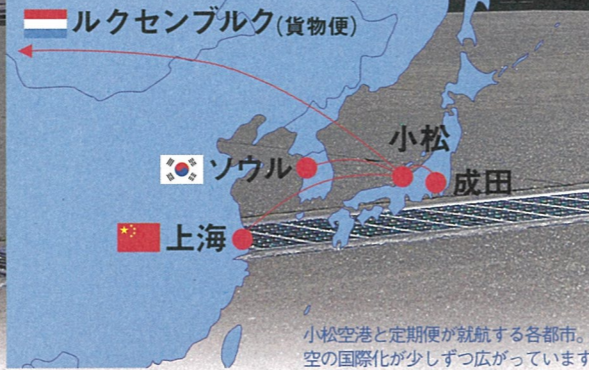 ルクセンブルク(貨物便)
小松
ソウル
成田
上海
小松空港と定期便が就航する各都市。
空の国際化が少しずつ広がっています